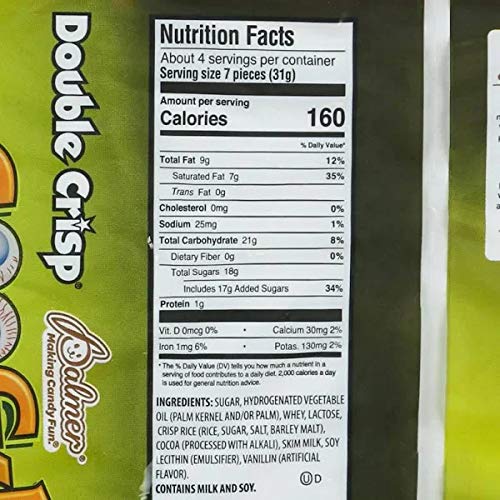 Double Crisp®
Palmer®
Making Candy Fun®
Nutrition Facts
About 4 servings per container
Serving size 7 pieces (31g)
Amount per serving
Calories 160
% Daily Value*
Total Fat 9g 12%
Saturated Fat 7g 35%
Trans Fat 0g
Cholesterol 0mg 0%
Sodium 25mg 1%
Total Carbohydrate 21g 8%
Dietary Fiber 0g 0%
Total Sugars 18g
Includes 17g Added Sugars 34%
Protein 1g
Vit. D 0mcg 0% • Calcium 30mg 2%
Iron 1mg 6% • Potas. 130mg 2%
* The % Daily Value (DV) tells you how much a nutrient in a
serving of food contributes to a daily diet. 2,000 calories a day
is used for general nutrition advice.
INGREDIENTS: SUGAR, HYDROGENATED VEGETABLE
OIL (PALM KERNEL AND/OR PALM), WHEY, LACTOSE,
CRISP RICE (RICE, SUGAR, SALT, BARLEY MALT),
COCOA (PROCESSED WITH ALKALI), SKIM MILK, SOY
LECITHIN (EMULSIFIER), VANILLIN (ARTIFICIAL
FLAVOR).
CONTAINS MILK AND SOY.
Ⓤ D